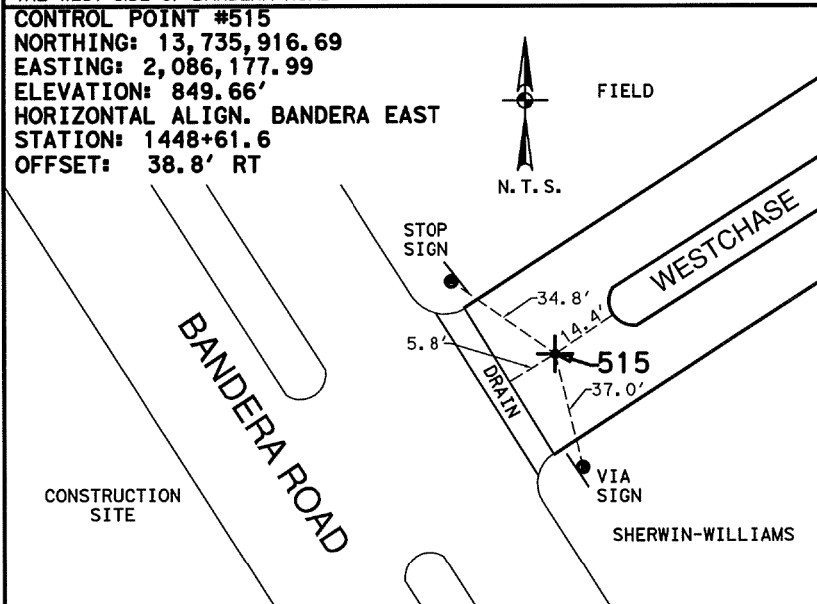 CONTROL POINT #515
NORTHING: 13,735,916.69
EASTING: 2,086,177.99
ELEVATION: 849.66'
HORIZONTAL ALIGN. BANDERA EAST
STATION: 1448+61.6
OFFSET: 38.8' RT
FIELD
N.T.S.
STOP
SIGN
WESTCHASE
34.8'
14.4'
5.8'
515
37.0'
DRAIN
BANDERA ROAD
VIA
SIGN
CONSTRUCTION
SITE
SHERWIN-WILLIAMS